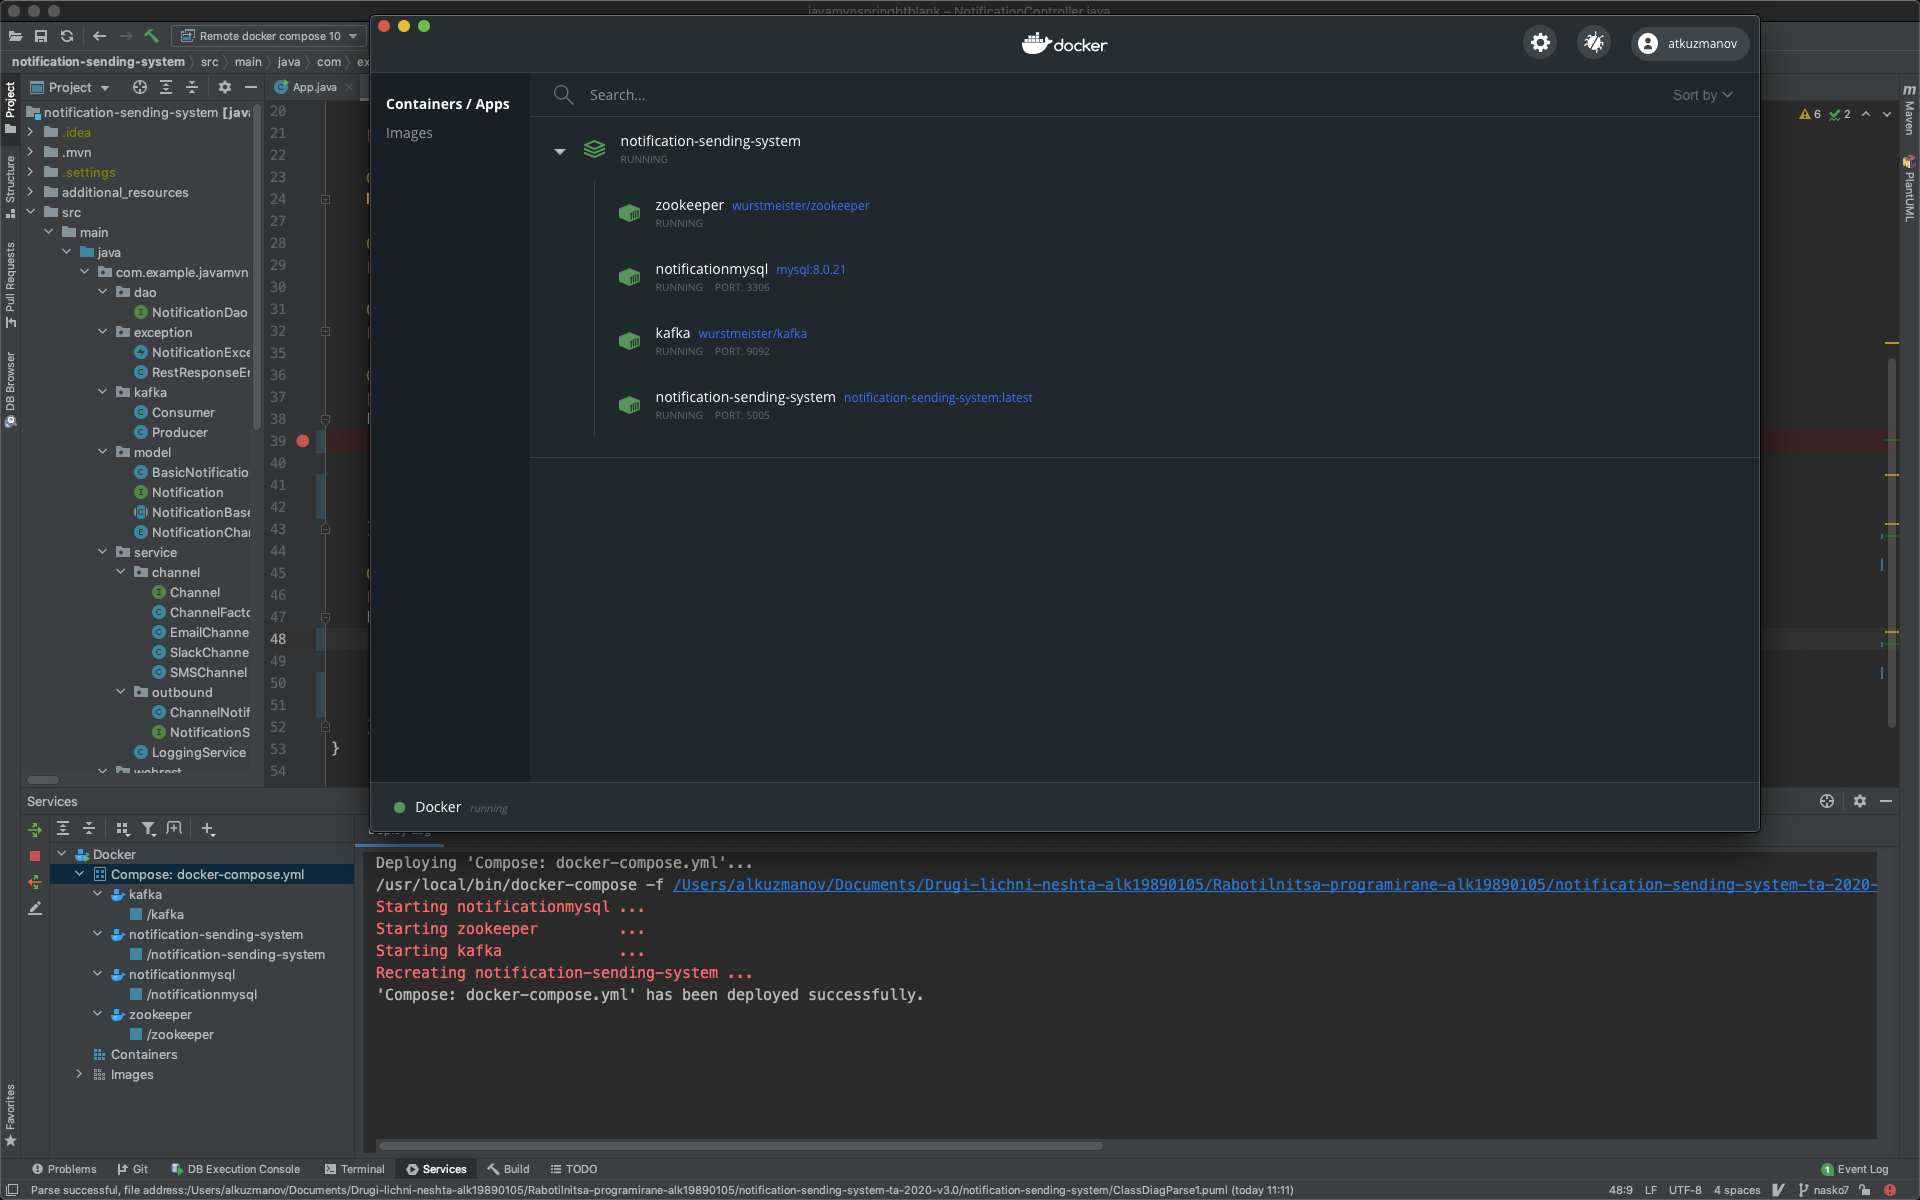 javamvnspringbtblank – NotificationController.java
Remote docker compose 10
notification-sending-system
src
main
java
com
ex
docker
atkuzmanov
Project
App.java
Containers / Apps
Images
Search...
Sort by
notification-sending-system
RUNNING
zookeeper wurstmeister/zookeeper
RUNNING
notificationmysql mysql:8.0.21
RUNNING PORT: 3306
kafka wurstmeister/kafka
RUNNING PORT: 9092
notification-sending-system notification-sending-system:latest
RUNNING PORT: 5005
Docker running
Project
Structure
Pull Requests
DB Browser
Favorites
notification-sending-system [java
.idea
.mvn
.settings
additional_resources
src
main
java
com.example.javamvn
dao
NotificationDao
exception
NotificationExce
RestResponseEr
kafka
Consumer
Producer
model
BasicNotificatio
Notification
NotificationBase
NotificationCha
service
channel
Channel
ChannelFacto
EmailChanne
SlackChanne
SMSChannel
outbound
ChannelNotif
NotificationS
LoggingService
webrest
20
21
22
23
24
27
28
29
30
31
32
35
36
37
38
39
40
41
42
43
44
45
46
47
48
49
50
51
52
53 }
54
6
2
Maven
PlantUML
Services
Docker
Compose: docker-compose.yml
kafka
/kafka
notification-sending-system
/notification-sending-system
notificationmysql
/notificationmysql
zookeeper
/zookeeper
Containers
Images
Deploy Log
Deploying 'Compose: docker-compose.yml'...
/usr/local/bin/docker-compose -f /Users/alkuzmanov/Documents/Drugi-lichni-neshta-alk19890105/Rabotilnitsa-programirane-alk19890105/notification-sending-system-ta-2020-
Starting notificationmysql ...
Starting zookeeper ...
Starting kafka ...
Recreating notification-sending-system ...
'Compose: docker-compose.yml' has been deployed successfully.
Problems
Git
DB Execution Console
Terminal
Services
Build
TODO
1 Event Log
Parse successful, file address:/Users/alkuzmanov/Documents/Drugi-lichni-neshta-alk19890105/Rabotilnitsa-programirane-alk19890105/notification-sending-system-ta-2020-v3.0/notification-sending-system/ClassDiagParse1.puml (today 11:11)
48:9 LF UTF-8 4 spaces nasko7